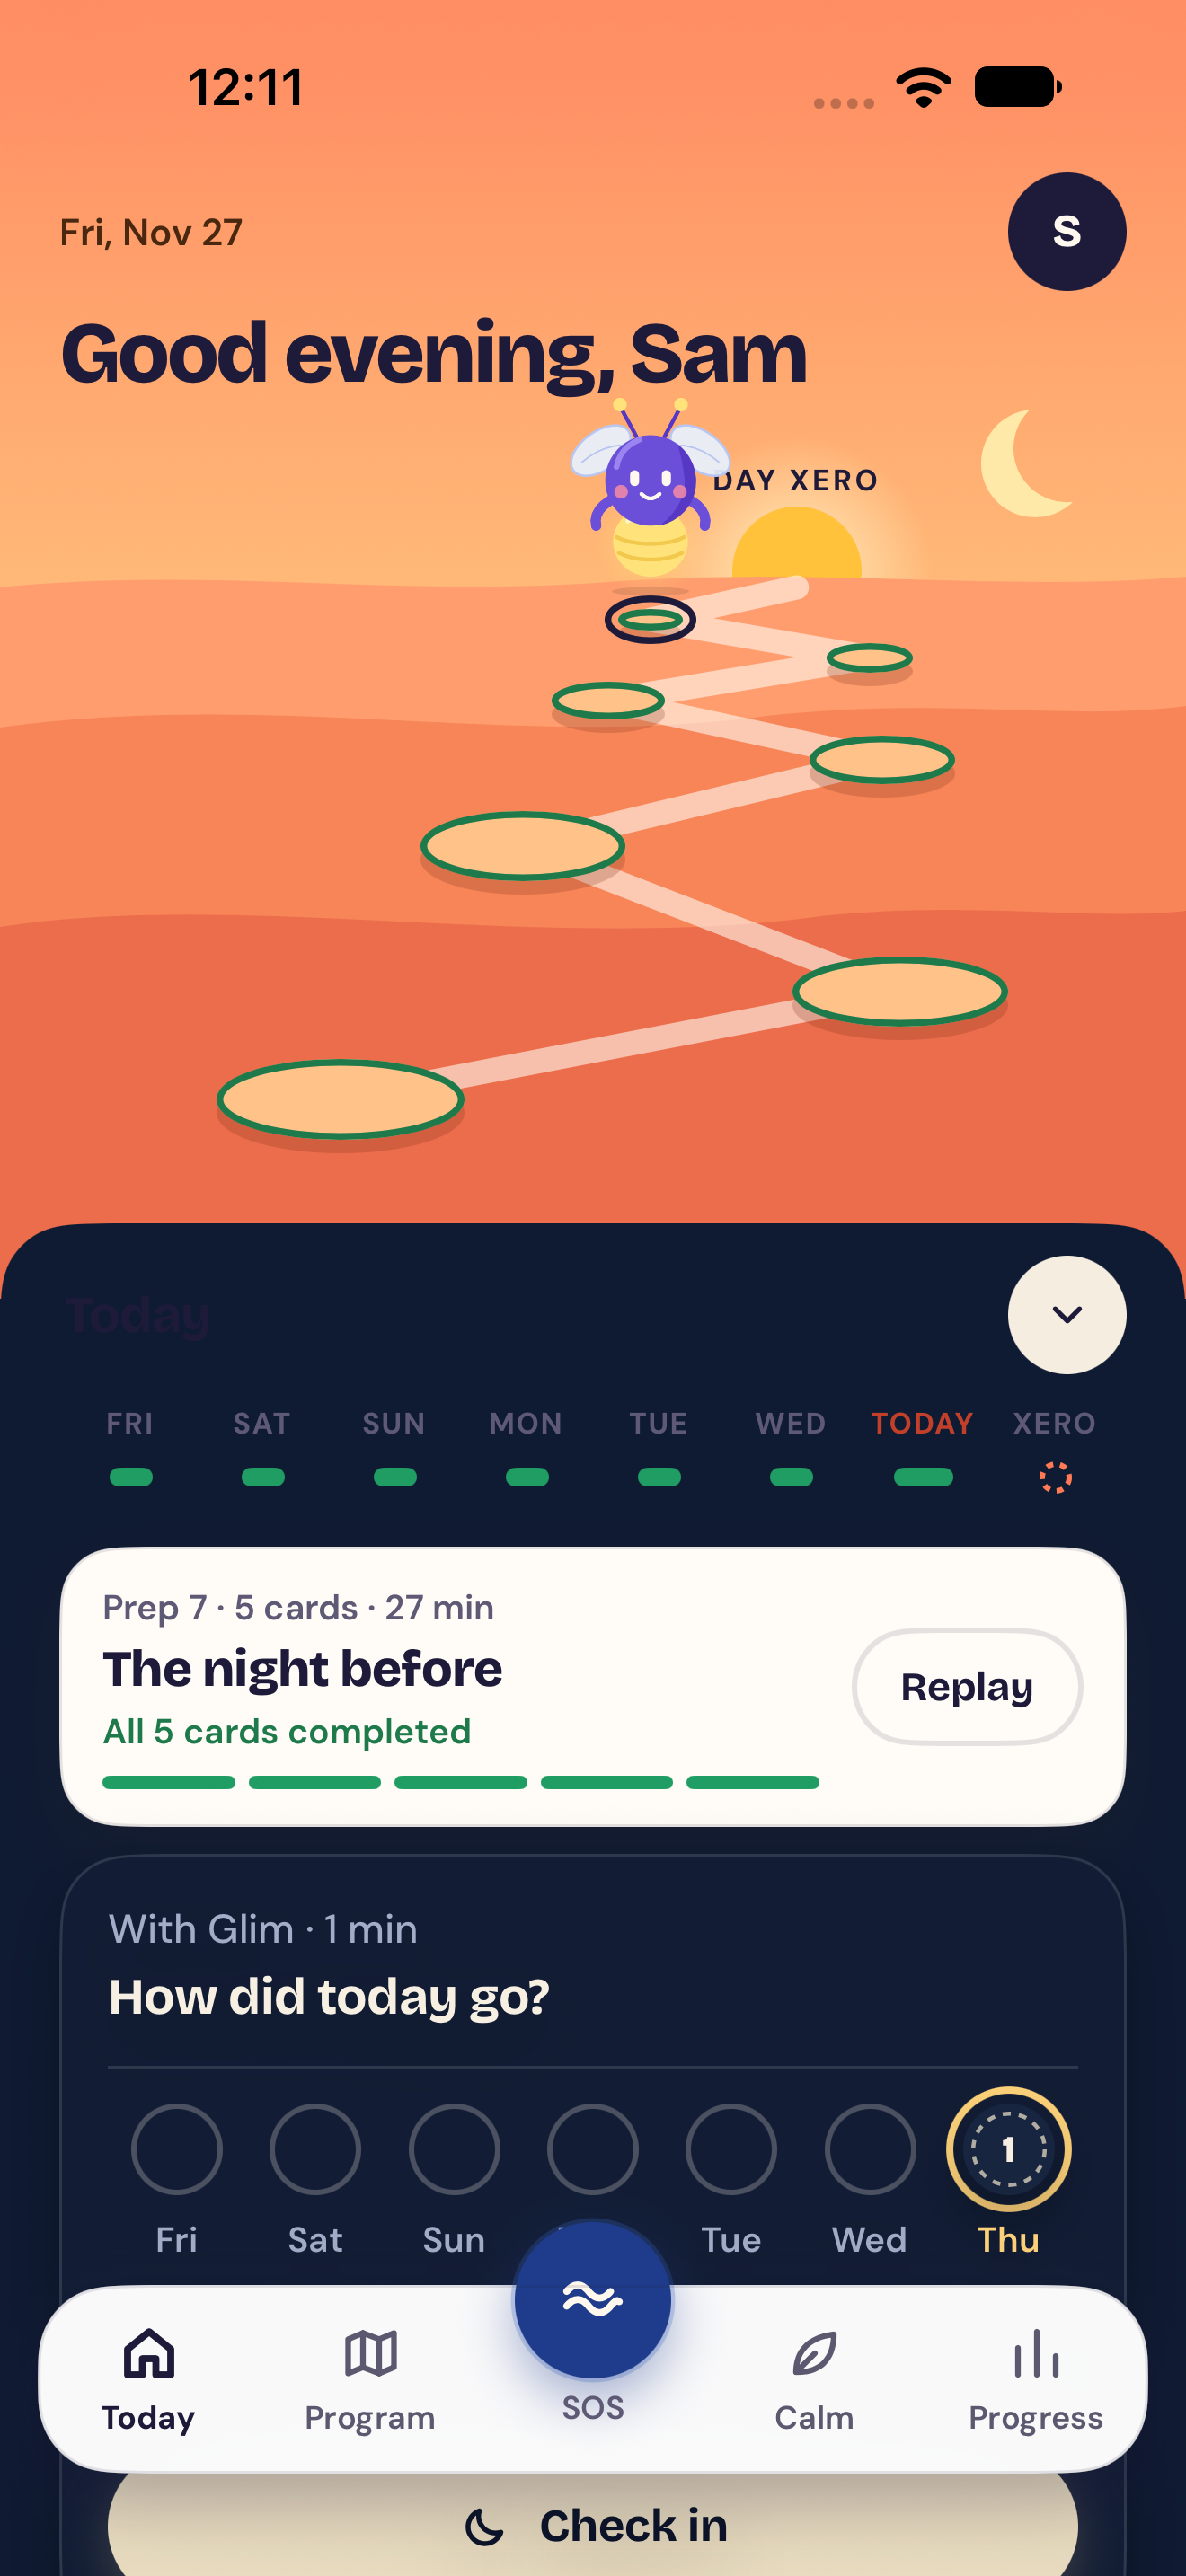 12:11
Fri, Nov 27
S
Good evening, Sam
DAY XERO
Today
FRI SAT SUN MON TUE WED TODAY XERO
Prep 7 · 5 cards · 27 min
The night before
All 5 cards completed
Replay
With Glim · 1 min
How did today go?
1
Fri Sat Sun Tue Wed Thu
Today Program SOS Calm Progress
Check in